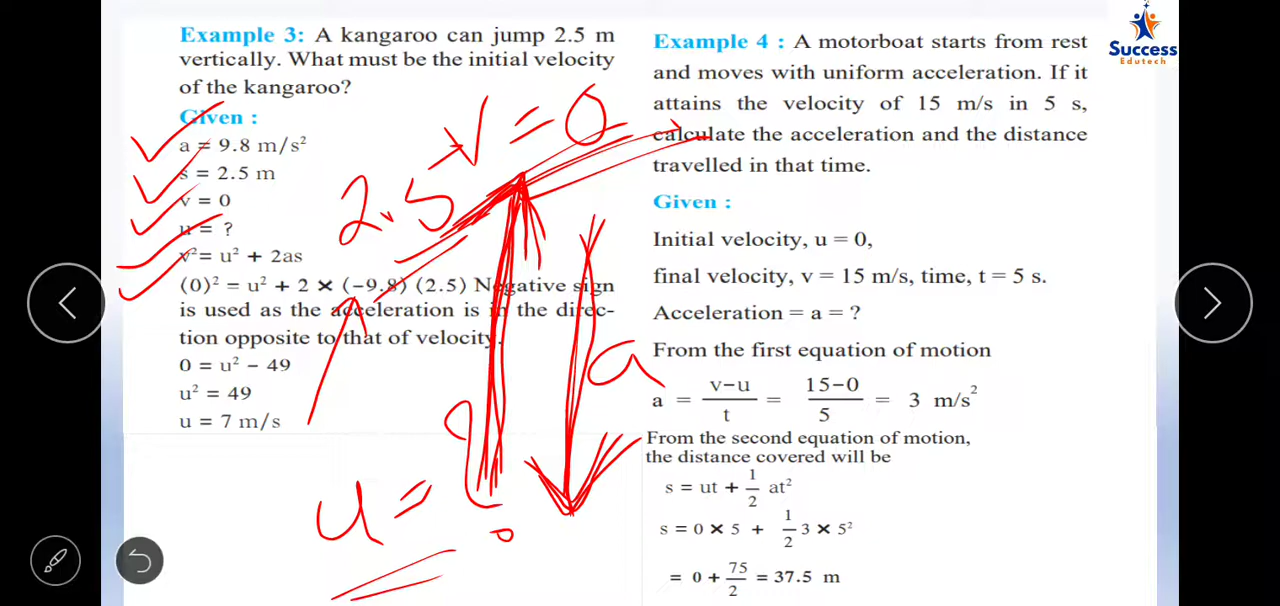 Example 3: A kangaroo can jump 2.5 m
vertically. What must be the initial velocity
of the kangaroo?
Given :
a = 9.8 m/s²
s = 2.5 m
v = 0
u = ?
v² = u² + 2as
(0)² = u² + 2 × (−9.8) (2.5) Negative sign
is used as the acceleration is in the direc-
tion opposite to that of velocity.
0 = u² − 49
u² = 49
u = 7 m/s
V = 0
2.5
a
u = ?
Example 4 : A motorboat starts from rest
and moves with uniform acceleration. If it
attains the velocity of 15 m/s in 5 s,
calculate the acceleration and the distance
travelled in that time.
Given :
Initial velocity, u = 0,
final velocity, v = 15 m/s, time, t = 5 s.
Acceleration = a = ?
From the first equation of motion
a = v−u/t = 15−0/5 = 3 m/s²
From the second equation of motion,
the distance covered will be
s = ut + 1/2 at²
s = 0 × 5 + 1/2 3 × 5²
= 0 + 75/2 = 37.5 m
Success
Edutech